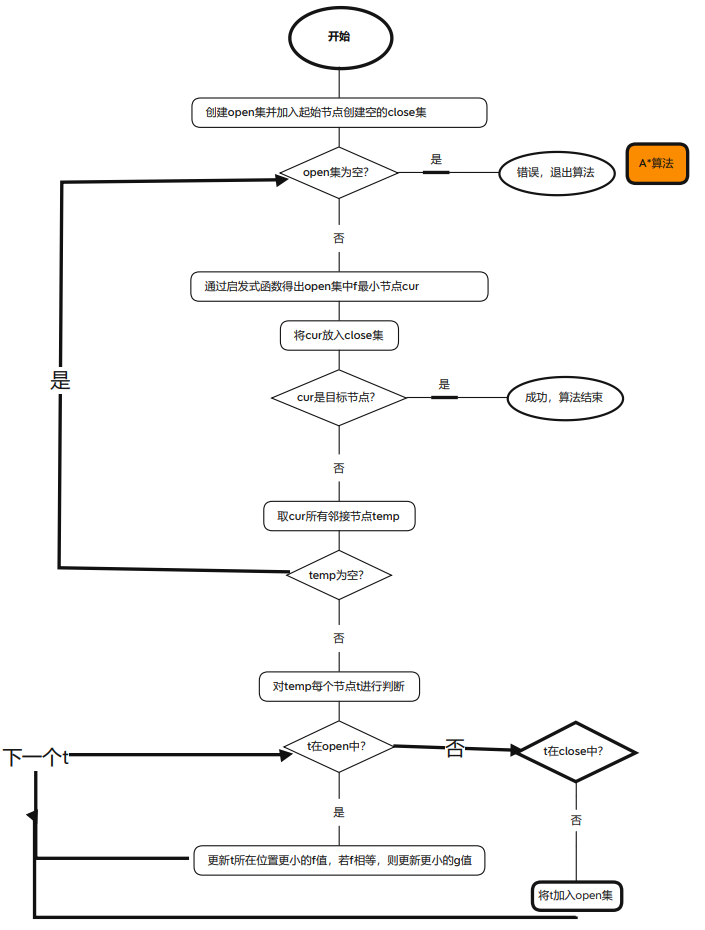 开始
创建open集并加入起始节点创建空的close集
open集为空?
是
错误，退出算法
A*算法
否
通过启发式函数得出open集中f最小节点cur
将cur放入close集
是
cur是目标节点?
是
成功，算法结束
否
取cur所有邻接节点temp
temp为空?
否
对temp每个节点t进行判断
下一个t
t在open中?
否
t在close中?
是
否
更新t所在位置更小的f值，若f相等，则更新更小的g值
将t加入open集